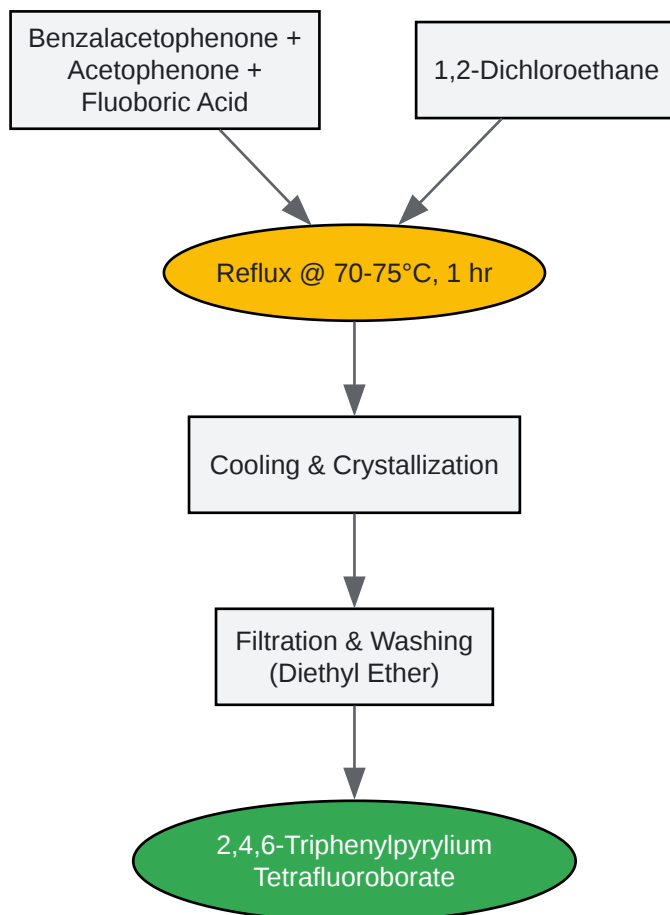 Benzalacetophenone +
Acetophenone +
Fluoboric Acid
1,2-Dichloroethane
Reflux @ 70-75°C, 1 hr
Cooling & Crystallization
Filtration & Washing
(Diethyl Ether)
2,4,6-Triphenylpyrylium
Tetrafluoroborate